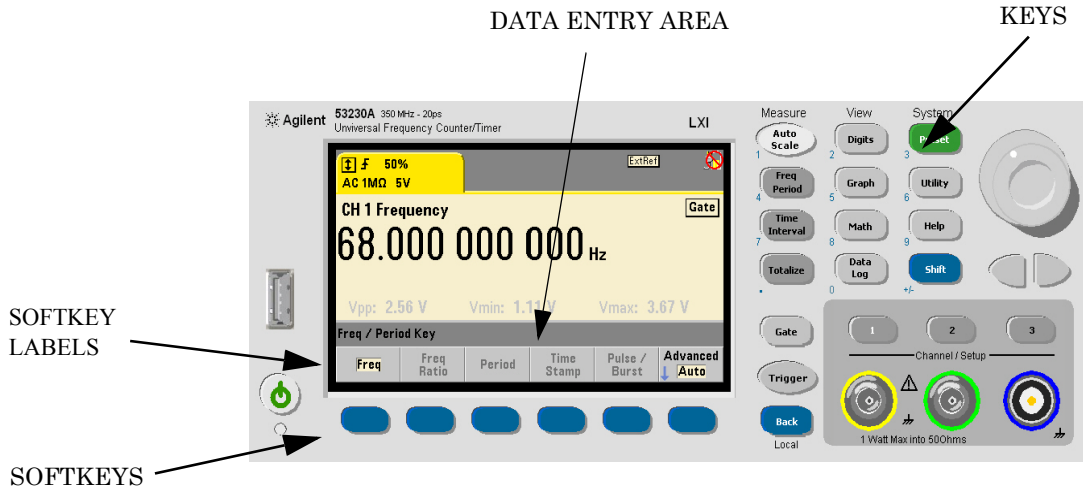 DATA ENTRY AREA
KEYS
Agilent
53230A 350 MHz - 20ps
Universal Frequency Counter/Timer
LXI
50%
AC 1MΩ 5V
ExtRef
CH 1 Frequency
Gate
68.000 000 000 Hz
Vpp: 2.56 V Vmin: 1.11 V Vmax: 3.67 V
Freq / Period Key
Freq
Freq Ratio
Period
Time Stamp
Pulse / Burst
Advanced
Auto
SOFTKEY
LABELS
SOFTKEYS
Measure View System
Auto Scale
1
Digits
2
Preset
3
Freq Period
4
Graph
5
Utility
6
Time Interval
7
Math
8
Help
9
Totalize
.
Data Log
0
Shift
+/-
Gate
Trigger
Back
Local
1 2 3
Channel / Setup
1 Watt Max into 50Ohms